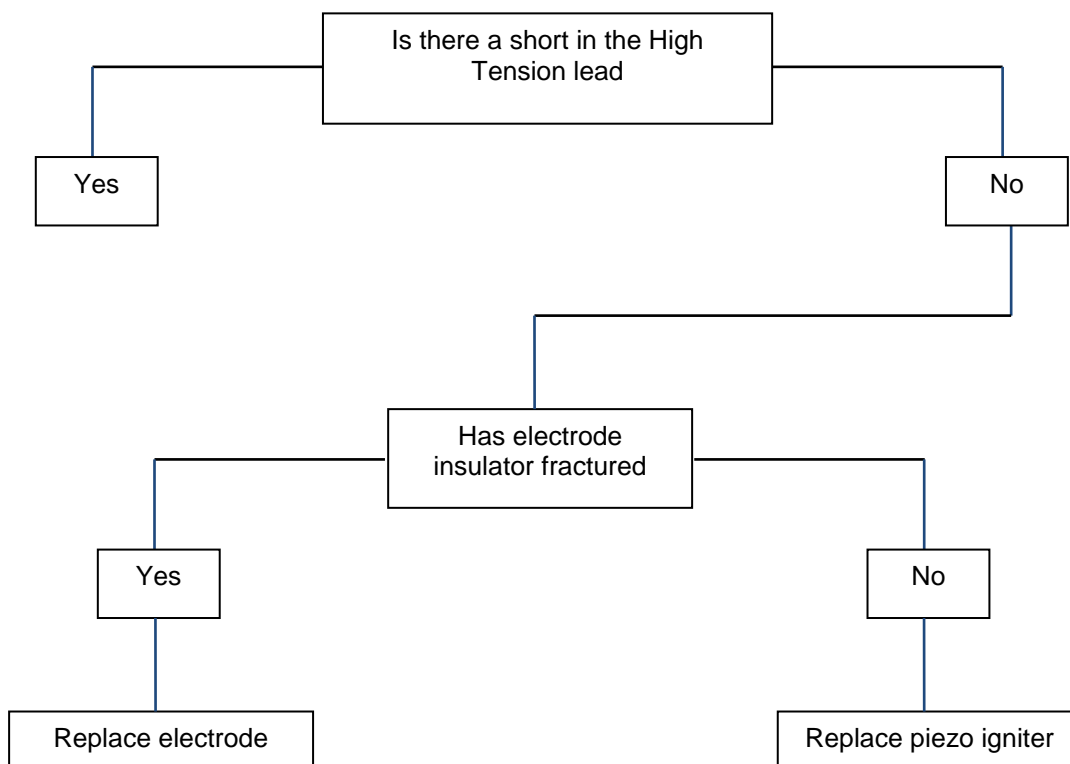 Is there a short in the High
Tension lead
Yes
No
Has electrode
insulator fractured
Yes
No
Replace electrode
Replace piezo igniter